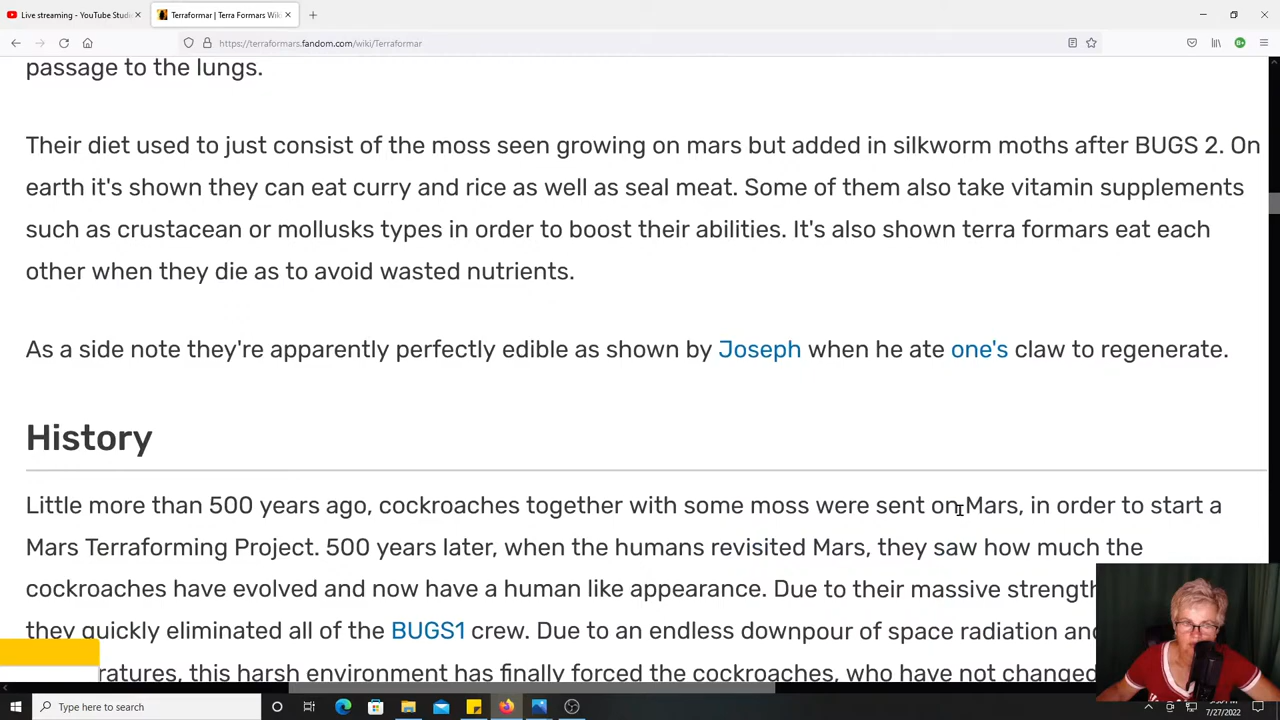 Live streaming - YouTube Studi
Terraformar | Terra Formars Wiki
https://terraformars.fandom.com/wiki/Terraformar
passage to the lungs.
Their diet used to just consist of the moss seen growing on mars but added in silkworm moths after BUGS 2. On
earth it's shown they can eat curry and rice as well as seal meat. Some of them also take vitamin supplements
such as crustacean or mollusks types in order to boost their abilities. It's also shown terra formars eat each
other when they die as to avoid wasted nutrients.
As a side note they're apparently perfectly edible as shown by Joseph when he ate one's claw to regenerate.
History
Little more than 500 years ago, cockroaches together with some moss were sent on Mars, in order to start a
Mars Terraforming Project. 500 years later, when the humans revisited Mars, they saw how much the
cockroaches have evolved and now have a human like appearance. Due to their massive strength
they quickly eliminated all of the BUGS1 crew. Due to an endless downpour of space radiation and
ratures, this harsh environment has finally forced the cockroaches, who have not changed
Type here to search
7/27/2022